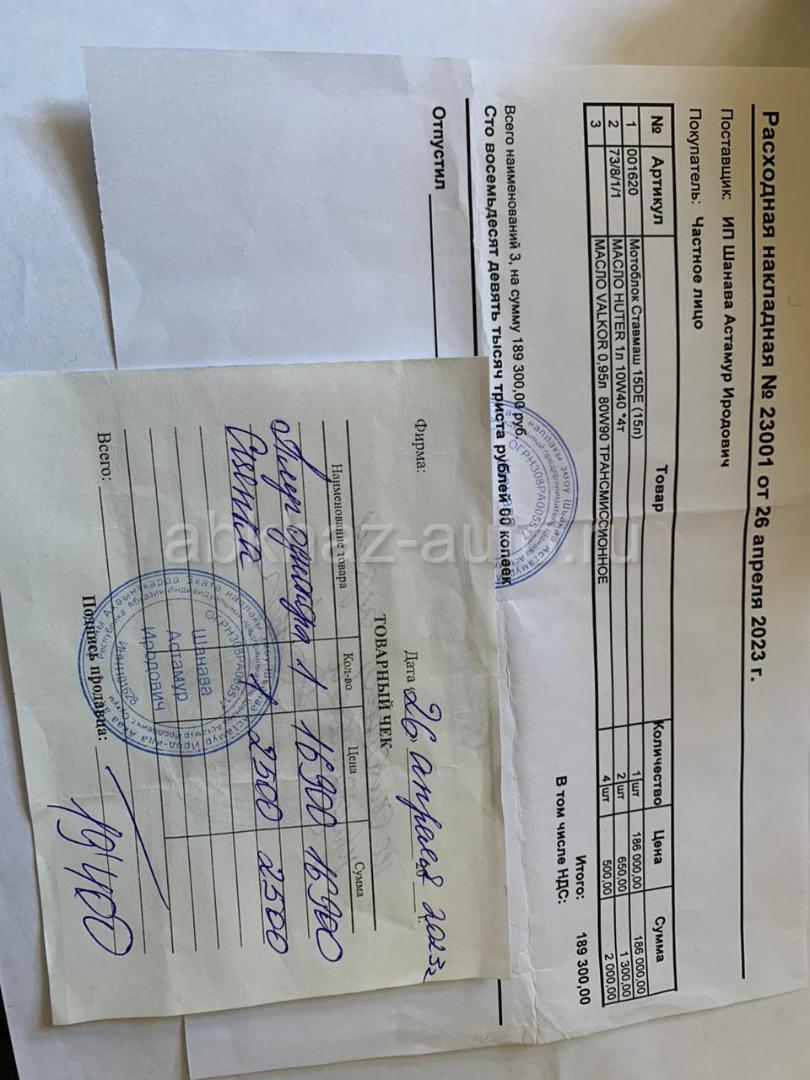 Расходная накладная № 23001 от 26 апреля 2023 г.
Поставщик: ИП Шанава Астамур Иродович
Покупатель: Частное лицо
№ Артикул Товар Количество Цена Сумма
1 001620 Мотоблок Ставмаш 15DE (15л) 1 шт 186 000,00 186 000,00
2 73/8/1/1 МАСЛО HUTER 1л 10W40 *4т 2 шт 650,00 1 300,00
3 МАСЛО VALKOR 0,95л 80W90 ТРАНСМИССИОННОЕ 4 шт 500,00 2 000,00
Итого: 189 300,00
В том числе НДС:
Всего наименований 3, на сумму 189 300,00 руб.
Сто восемьдесят девять тысяч триста рублей 00 копеек
Отпустил
Фирма:
Дата 26 апреля 2023г
ТОВАРНЫЙ ЧЕК
Наименование товара Кол-во Цена Сумма
1 16900 16900
Сцепка 1 2500 2500
Шанава
Астамур
Иродович
Всего:
Подпись продавца:
19400
abkhaz-auto.ru